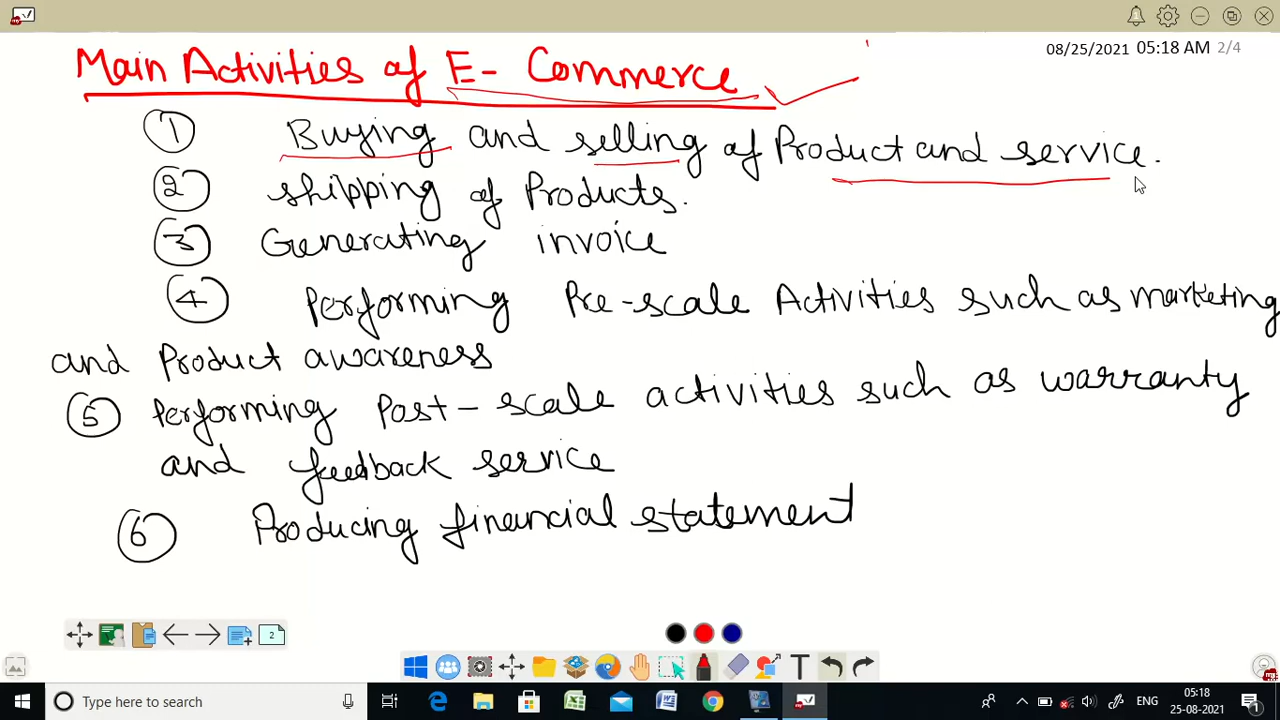 08/25/2021 05:18 AM 2/4
Main Activities of E- Commerce
1 Buying and selling of Product and service.
2 shipping of Products.
3 Generating invoice
4 Performing Pre-scale Activities such as marketing
and Product awareness
5 Performing Post-scale activities such as warranty
and feedback service
6 Producing financial statement
2
T
Type here to search
ENG
05:18
25-08-2021
1